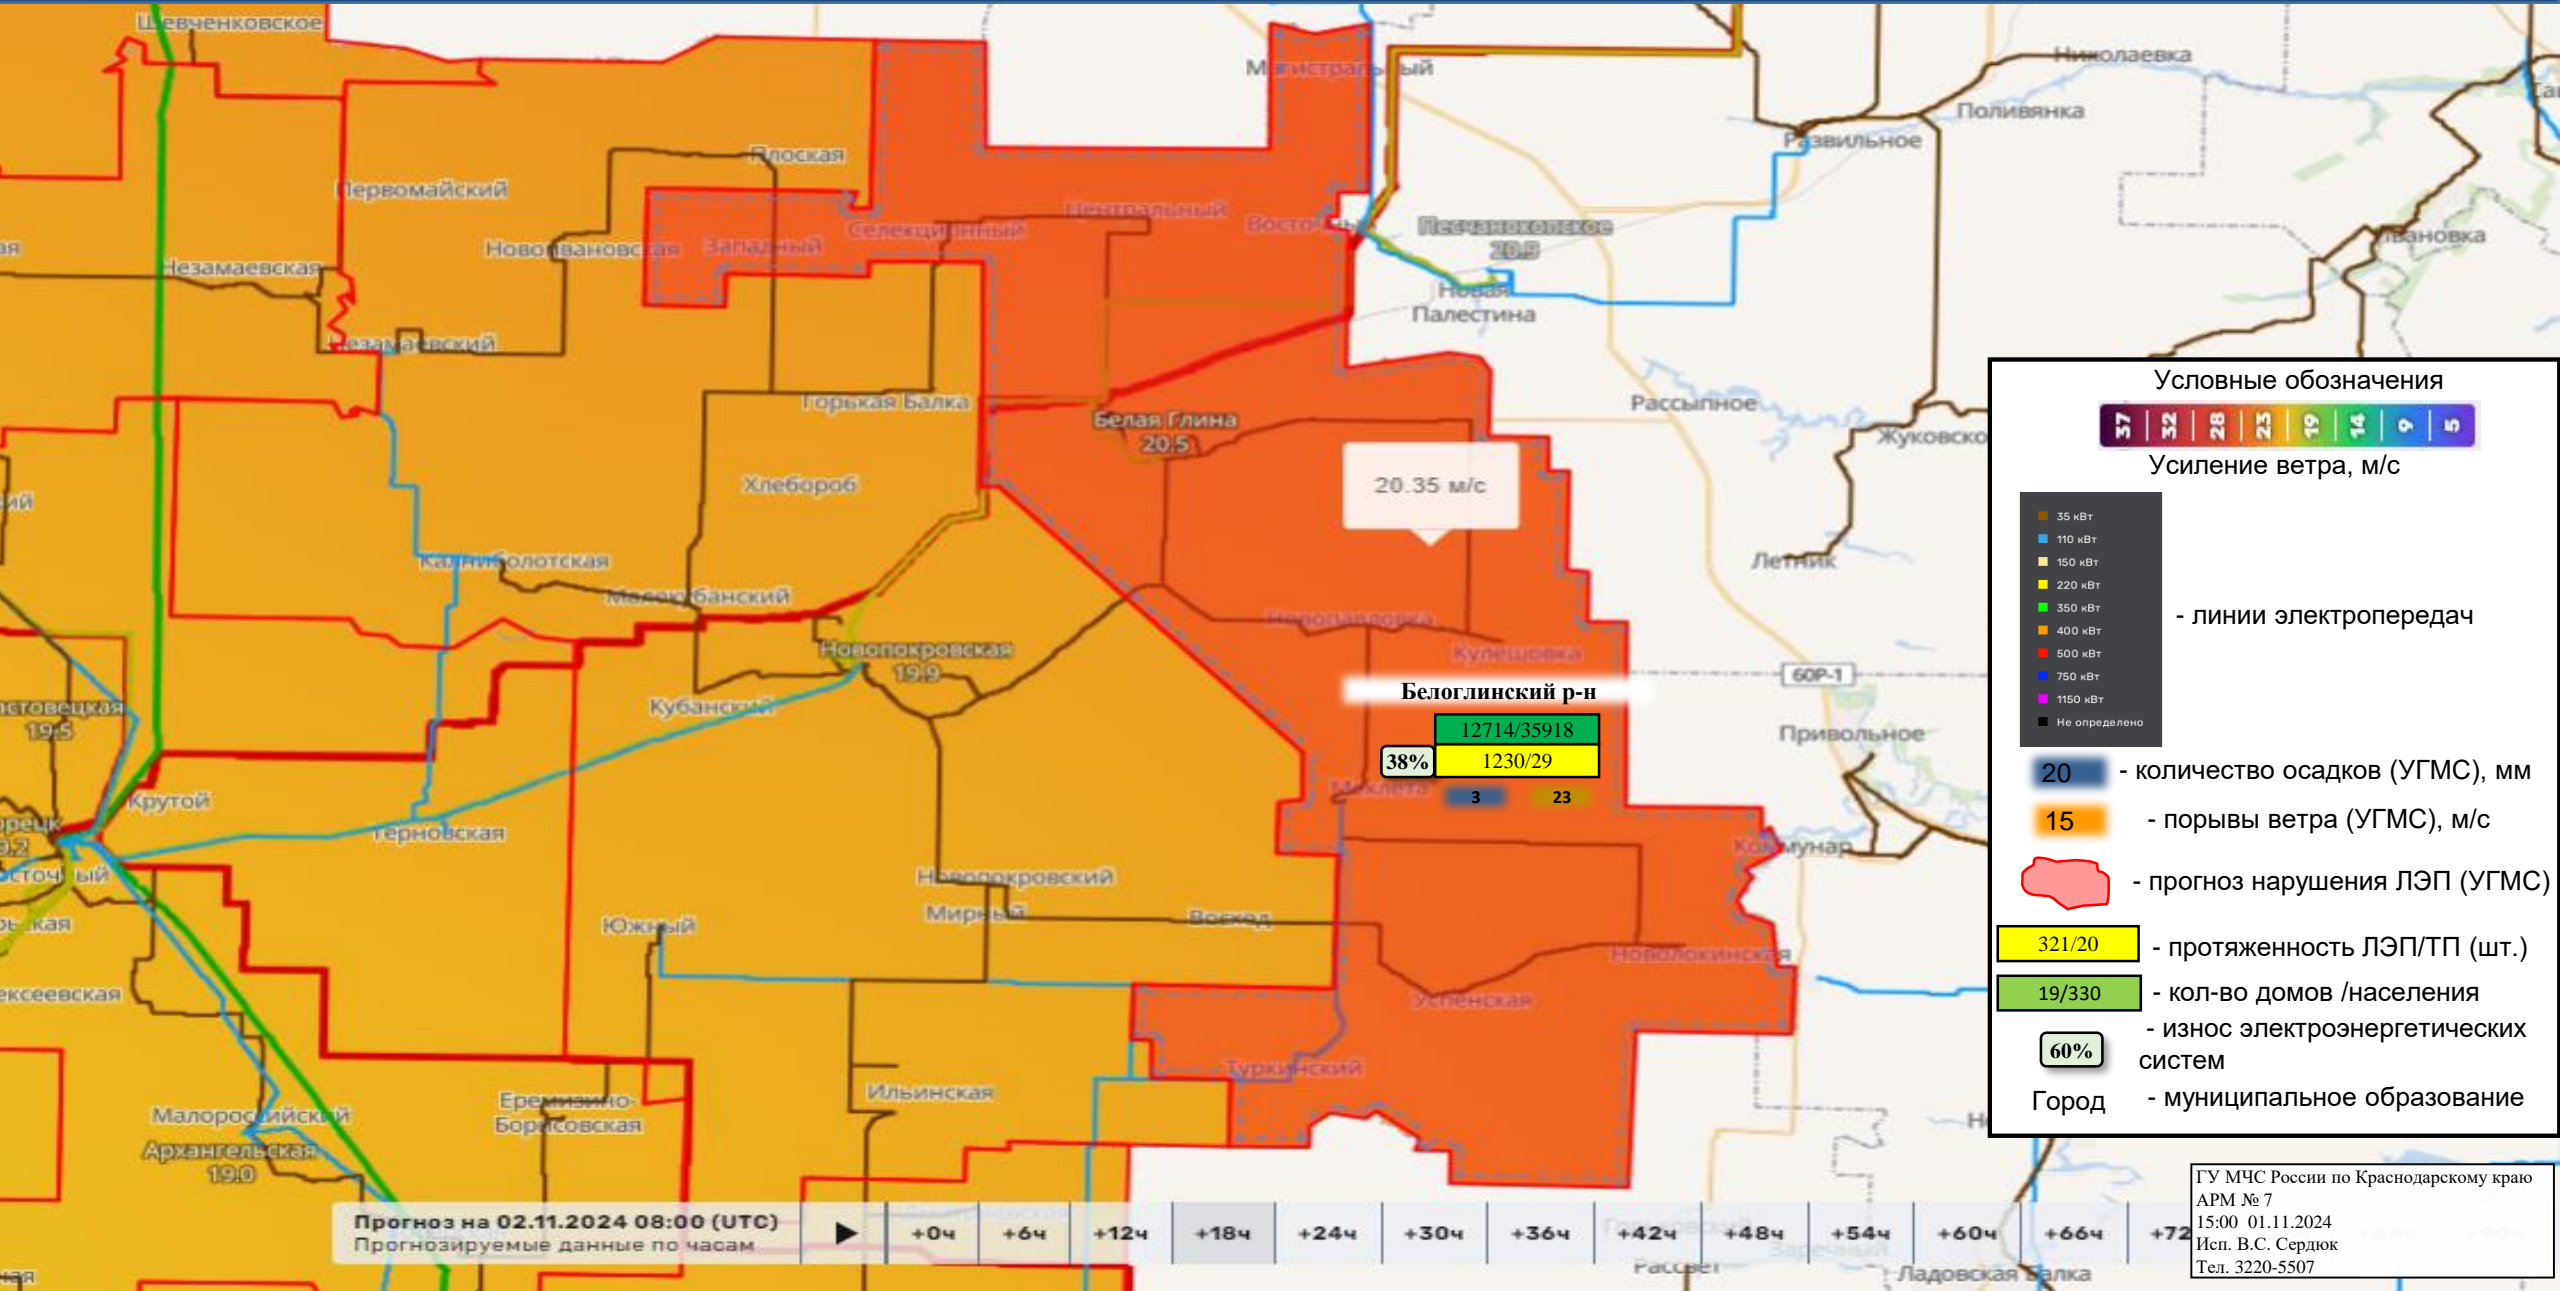 Шевченковское
Магистральный
Николаевка
Поливянка
Развильное
Плоская
Первомайский
Центральный
Восточный
Песчанокопское
20.9
Ивановка
Селекционный
Западный
Новоивановская
Незамаевская
Новая
Палестина
Незамаевский
Горькая Балка
Белая Глина
20.5
Рассыпное
Жуковско
Хлебороб
20.35 м/с
Летник
Калниболотская
Малокубанский
Новопавловка
Новопокровская
19.9
Кулешовка
60Р-1
Белоглинский р-н
Кубанский
12714/35918
Привольное
38%
1230/29
19.5
3
23
Мехлета
Крутой
Терновская
Коммунар
Новопокровский
Мирный
Восход
Южный
Новолокинская
Успенская
Туркинский
Ильинская
Еремизино-
Борисовская
Малороссийский
Архангельская
19.0
Условные обозначения
37 32 28 23 19 14 9 5
Усиление ветра, м/с
35 кВт
110 кВт
150 кВт
220 кВт
350 кВт
400 кВт
500 кВт
750 кВт
1150 кВт
Не определено
- линии электропередач
20 - количество осадков (УГМС), мм
15 - порывы ветра (УГМС), м/с
- прогноз нарушения ЛЭП (УГМС)
321/20 - протяженность ЛЭП/ТП (шт.)
19/330 - кол-во домов /населения
60% - износ электроэнергетических
систем
Город - муниципальное образование
Прогноз на 02.11.2024 08:00 (UTC)
Прогнозируемые данные по часам
+0ч +6ч +12ч +18ч +24ч +30ч +36ч +42ч +48ч +54ч +60ч +66ч +72
Рассвет
Ладовская Балка
ГУ МЧС России по Краснодарскому краю
АРМ № 7
15:00 01.11.2024
Исп. В.С. Сердюк
Тел. 3220-5507